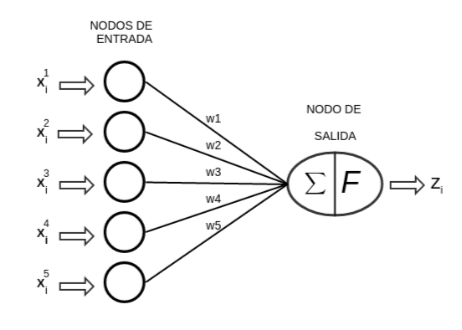 NODOS DE
ENTRADA
x_i^1
w1
NODO DE
SALIDA
x_i^2
w2
x_i^3
w3
Σ F
Z_i
x_i^4
w4
x_i^5
w5